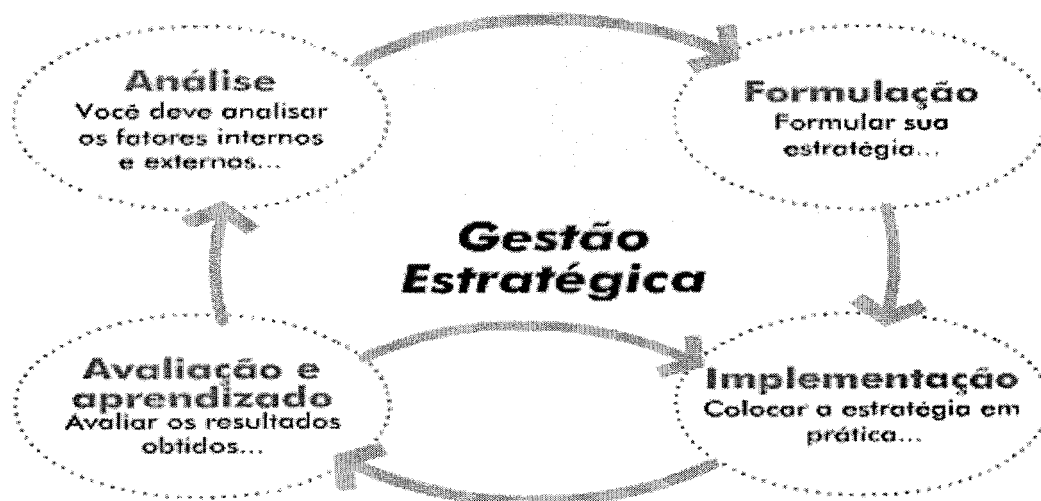 Análise
Você deve analisar
os fatores internos
e externos...
Formulação
Formular sua
estratégia...
Gestão
Estratégica
Avaliação e
aprendizado
Avaliar os resultados
obtidos...
Implementação
Colocar a estratégia em
prática...